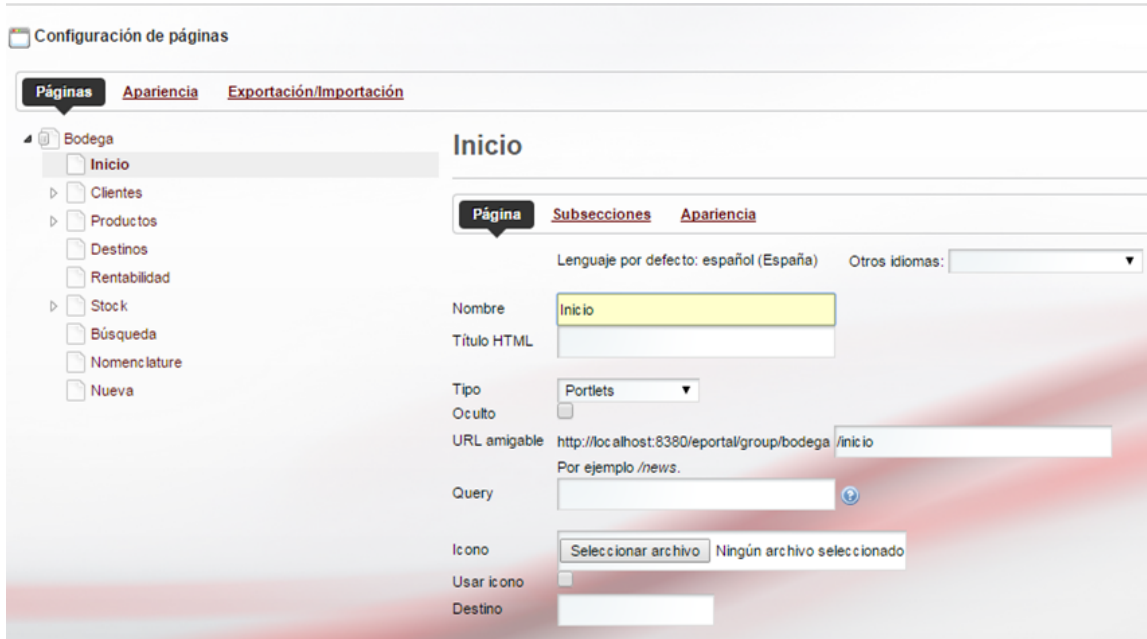 Configuración de páginas
Páginas Apariencia Exportación/Importación
Bodega
Inicio
Clientes
Productos
Destinos
Rentabilidad
Stock
Búsqueda
Nomenclature
Nueva
Inicio
Página Subsecciones Apariencia
Lenguaje por defecto: español (España) Otros idiomas:
Nombre Inicio
Título HTML
Tipo Portlets
Oculto
URL amigable http://localhost:8380/eportal/group/bodega /inicio
Por ejemplo /news.
Query
Icono Seleccionar archivo Ningún archivo seleccionado
Usar icono
Destino